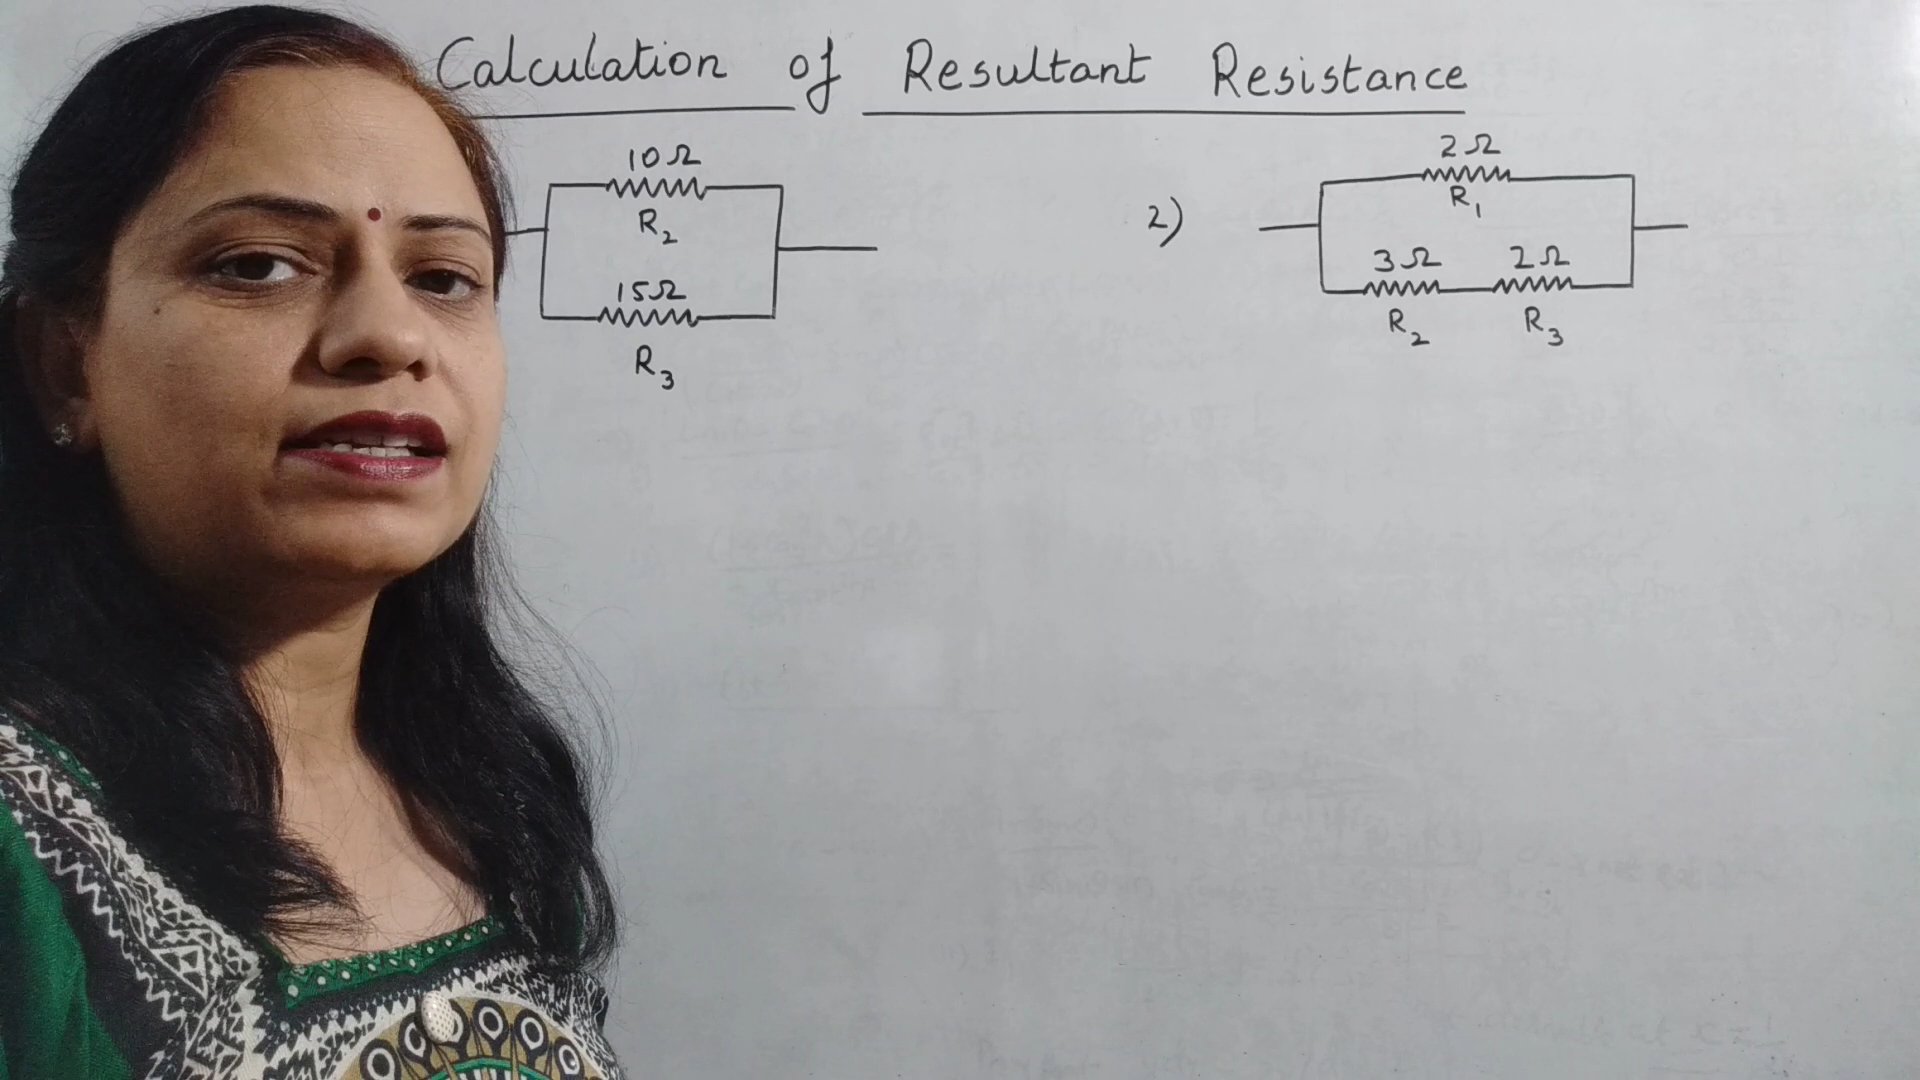 Calculation of Resultant Resistance
10Ω
R₂
15Ω
R₃
2)
2Ω
R₁
3Ω 2Ω
R₂ R₃